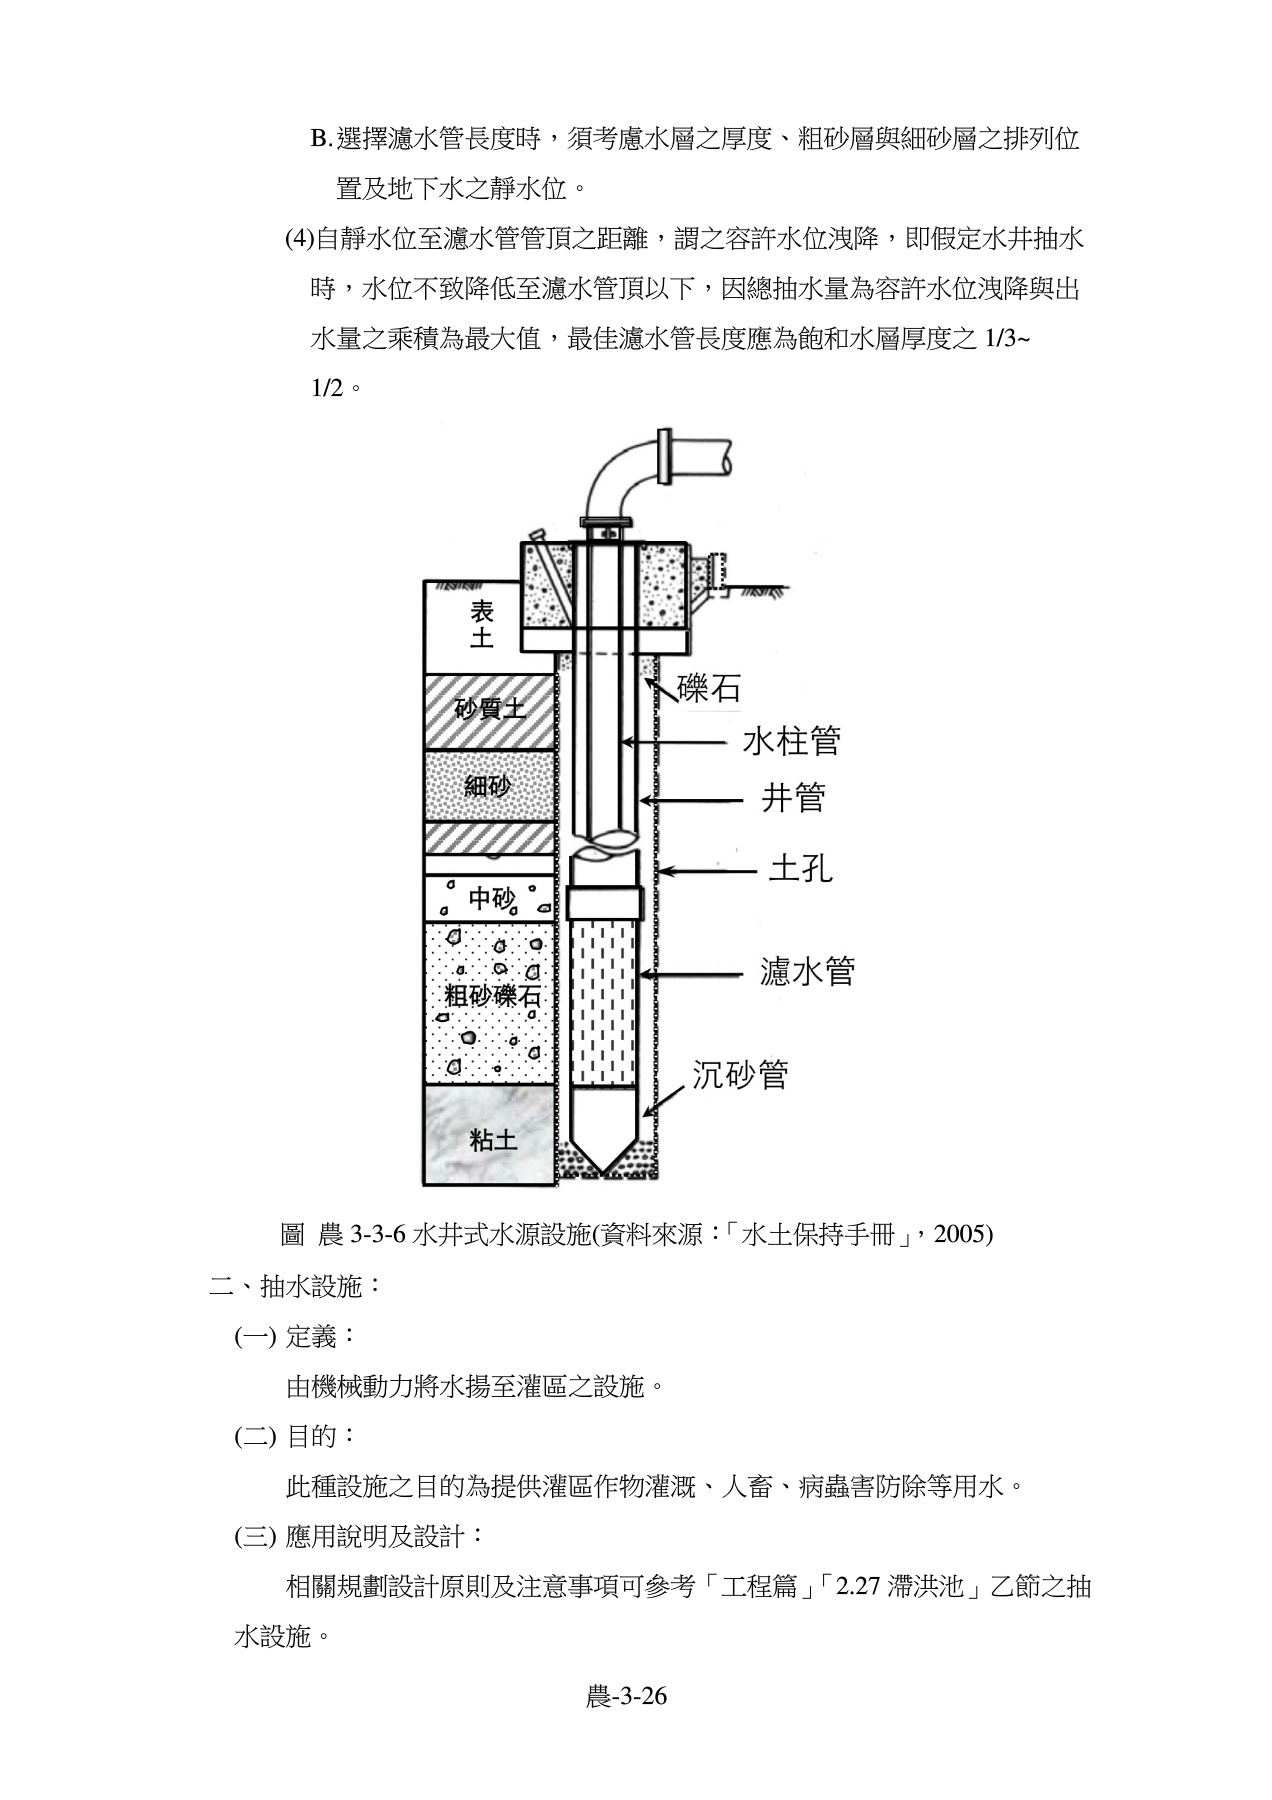 B.選擇濾水管長度時，須考慮水層之厚度、粗砂層與細砂層之排列位
置及地下水之靜水位。
(4)自靜水位至濾水管管頂之距離，謂之容許水位洩降，即假定水井抽水
時，水位不致降低至濾水管頂以下，因總抽水量為容許水位洩降與出
水量之乘積為最大值，最佳濾水管長度應為飽和水層厚度之 1/3~
1/2。
表
土
礫石
砂質土
水柱管
細砂
井管
土孔
中砂
濾水管
粗砂礫石
沉砂管
粘土
圖 農 3-3-6 水井式水源設施(資料來源：「水土保持手冊」，2005)
二、抽水設施：
(一) 定義：
由機械動力將水揚至灌區之設施。
(二) 目的：
此種設施之目的為提供灌區作物灌溉、人畜、病蟲害防除等用水。
(三) 應用說明及設計：
相關規劃設計原則及注意事項可參考「工程篇」「2.27 滯洪池」乙節之抽
水設施。
農-3-26